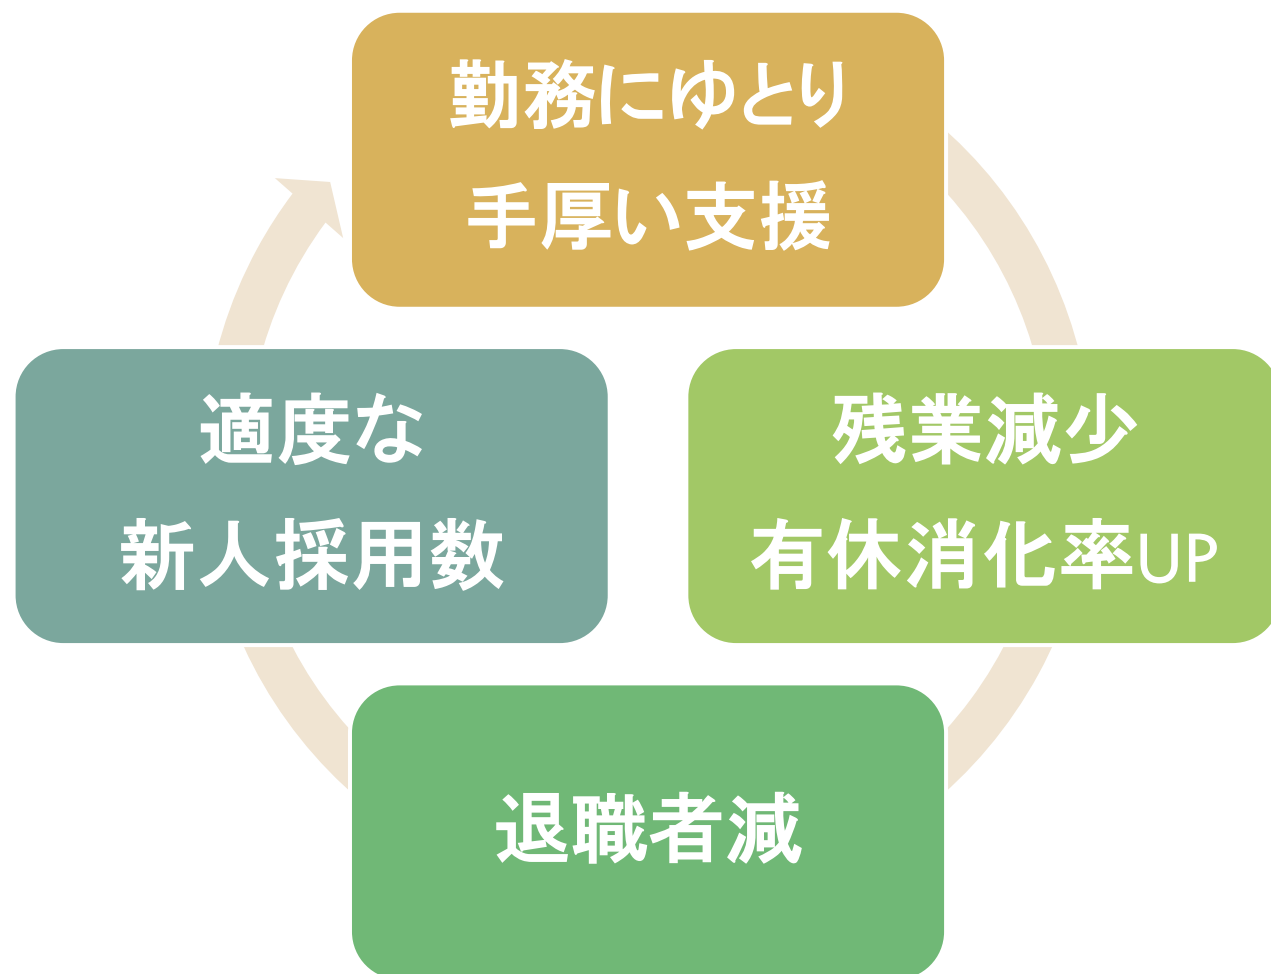 勤務にゆとり
手厚い支援
残業減少
有休消化率UP
退職者減
適度な
新人採用数